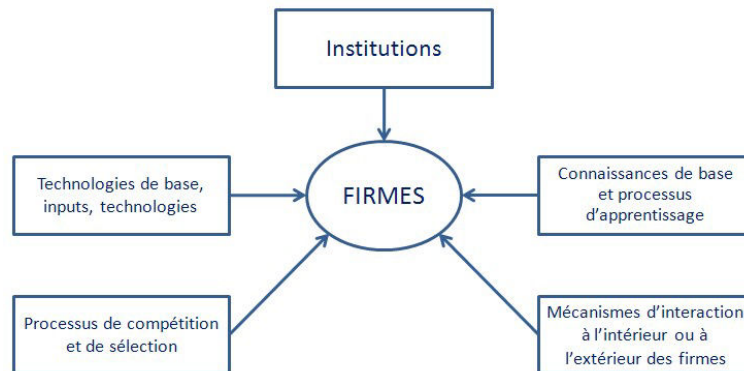 Institutions
Technologies de base,
inputs, technologies
FIRMES
Connaissances de base
et processus
d'apprentissage
Processus de compétition
et de sélection
Mécanismes d'interaction
à l'intérieur ou à
l'extérieur des firmes